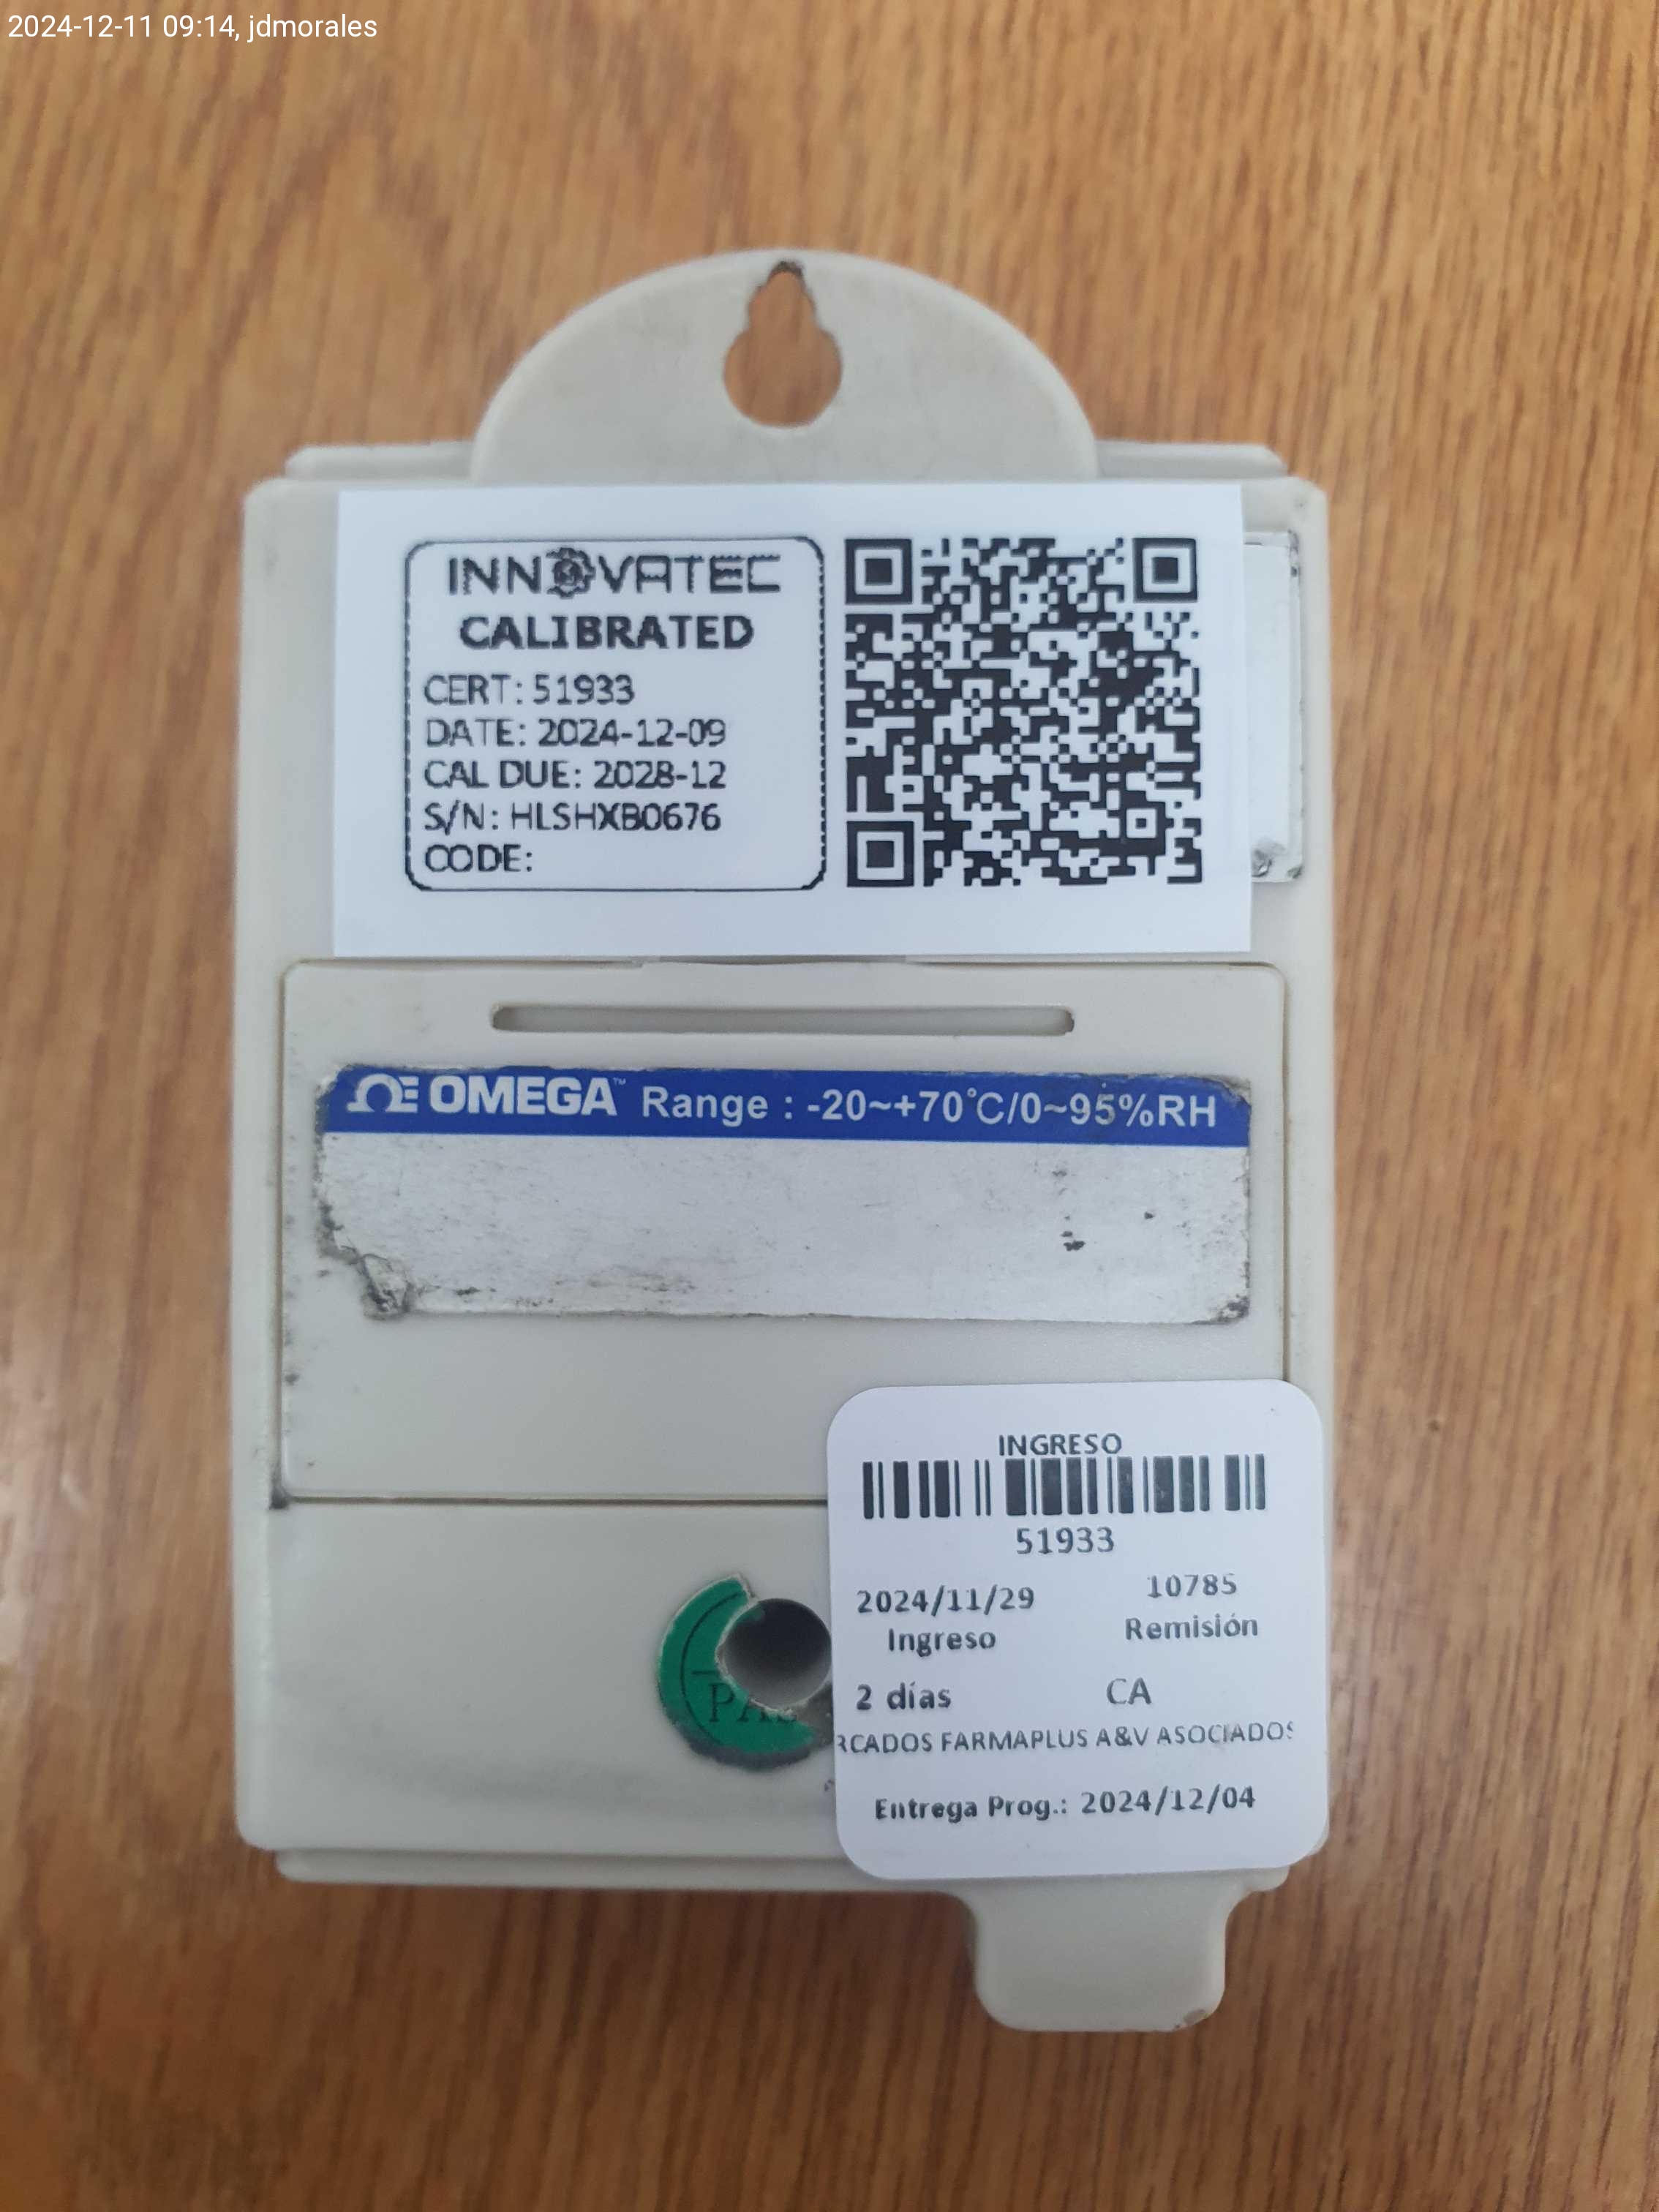 2024-12-11 09:14, jdmorales
INNOVATEC
CALIBRATED
CERT: 51933
DATE: 2024-12-09
CAL DUE: 2028-12
S/N: HLSHXB0676
CODE:
OMEGA™ Range : -20~+70°C/0~95%RH
INGRESO
51933
2024/11/29 10785
Ingreso Remisión
2 días CA
RCADOS FARMAPLUS A&V ASOCIADOS
Entrega Prog.: 2024/12/04